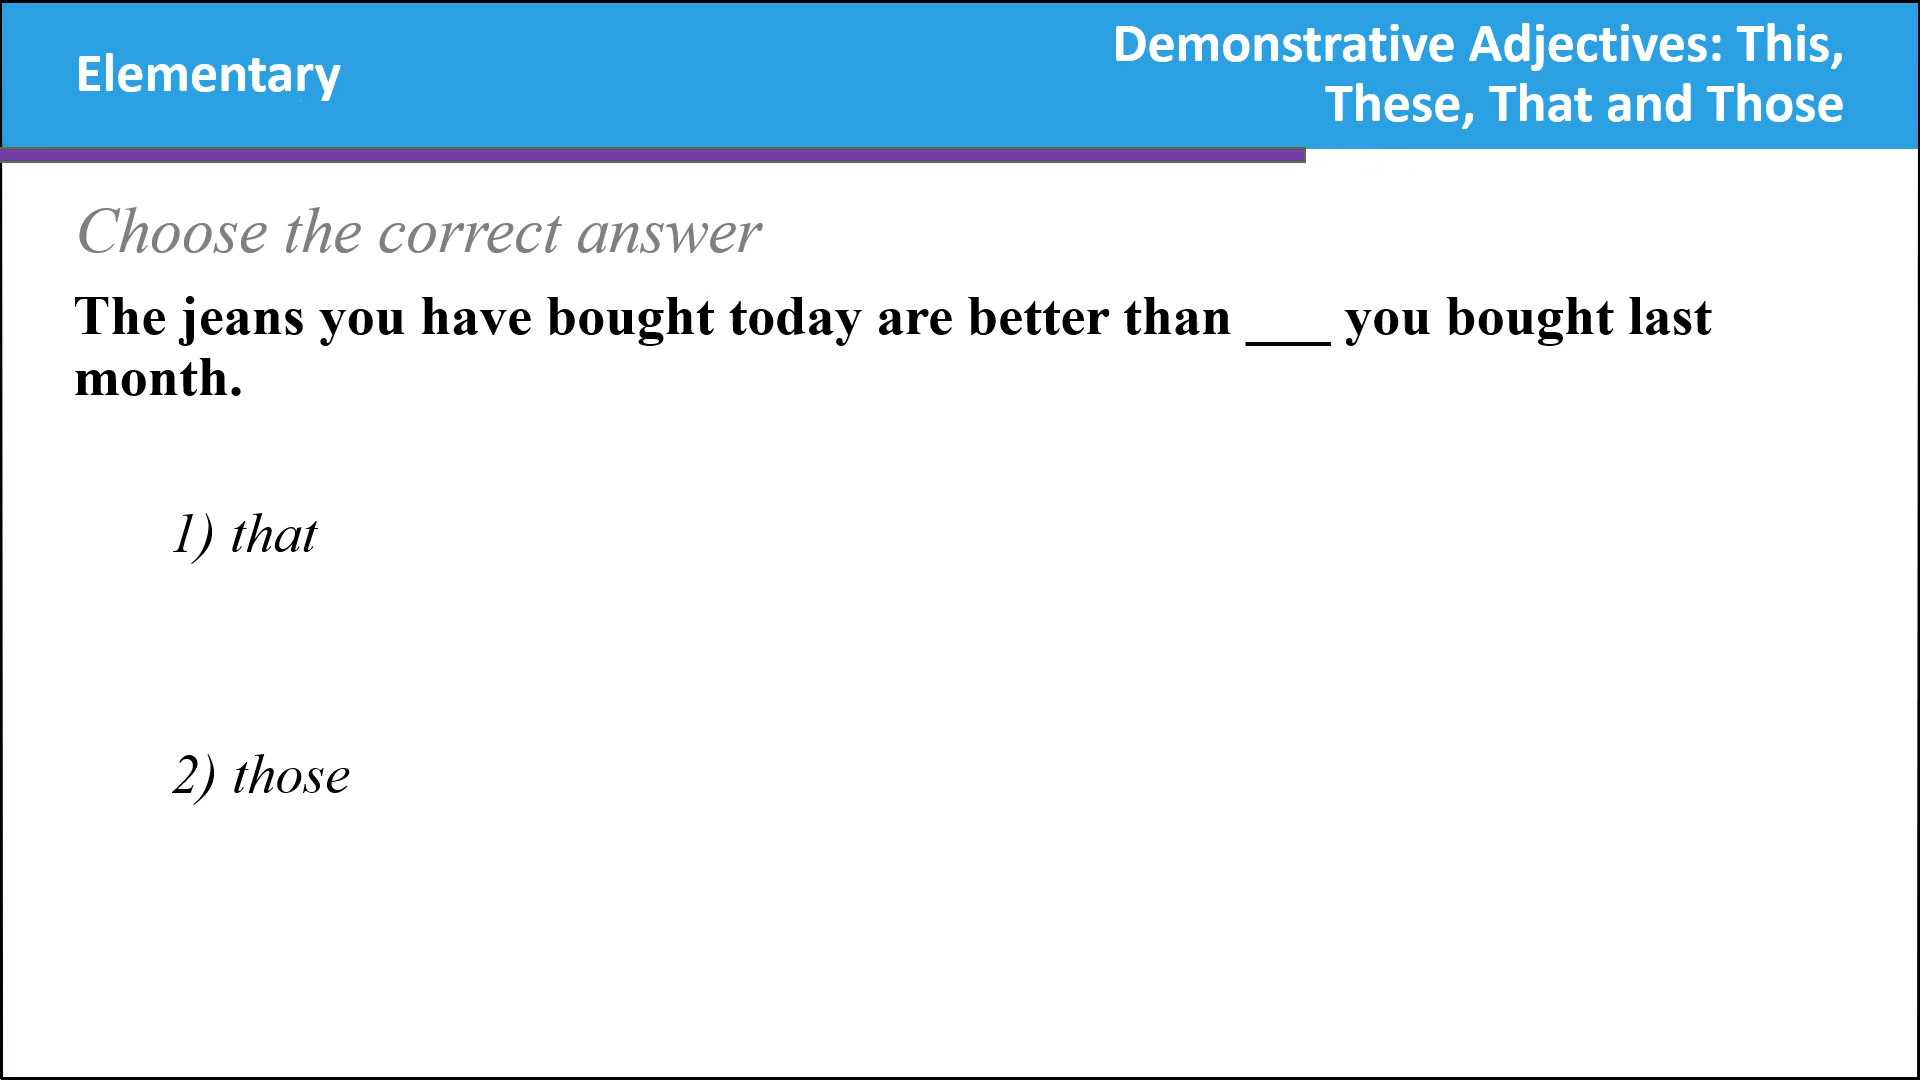 Elementary
Demonstrative Adjectives: This,
These, That and Those
Choose the correct answer
The jeans you have bought today are better than ___ you bought last
month.
1) that
2) those